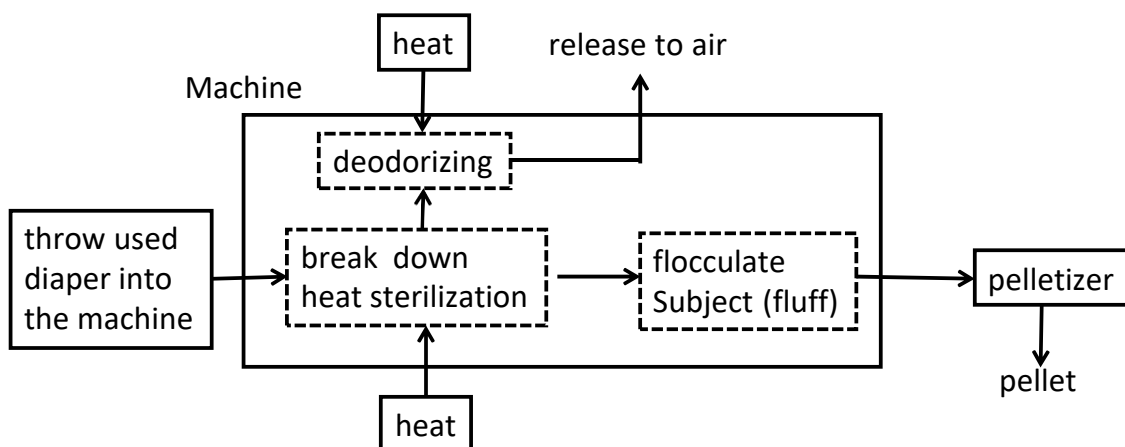 heat
release to air
Machine
deodorizing
throw used
diaper into
the machine
break down
heat sterilization
flocculate
Subject (fluff)
pelletizer
pellet
heat